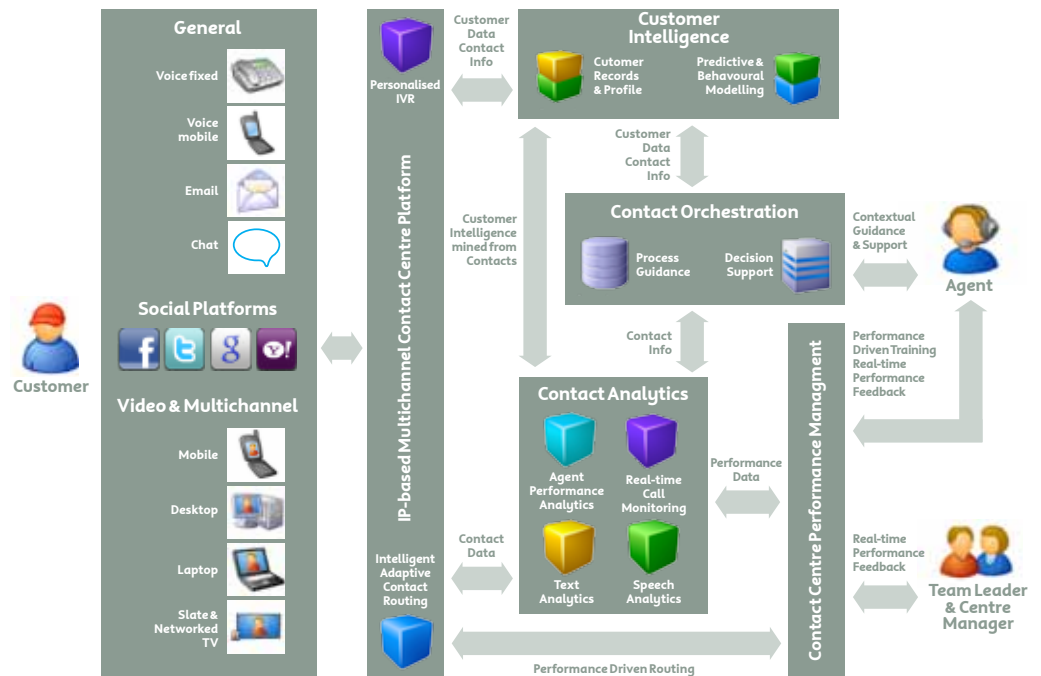 General
Voice fixed
Voice
mobile
Email
Chat
Social Platforms
f
t
g
Y!
Customer
Video & Multichannel
Mobile
Desktop
Laptop
Slate &
Networked
TV
Personalised
IVR
IP-based Multichannel Contact Centre Platform
Intelligent
Adaptive
Contact
Routing
Customer
Data
Contact
Info
Customer
Intelligence
Cutomer
Records
& Profile
Predictive &
Behavoural
Modelling
Customer
Data
Contact
Info
Customer
Intelligence
mined from
Contacts
Contact Orchestration
Process
Guidance
Decision
Support
Contextual
Guidance
& Support
Agent
Contact
Info
Contact Analytics
Agent
Performance
Analytics
Real-time
Call
Monitoring
Text
Analytics
Speech
Analytics
Contact
Data
Performance
Data
Contact Centre Performance Managment
Performance
Driven Training
Real-time
Performance
Feedback
Real-time
Performance
Feedback
Team Leader
& Centre
Manager
Performance Driven Routing